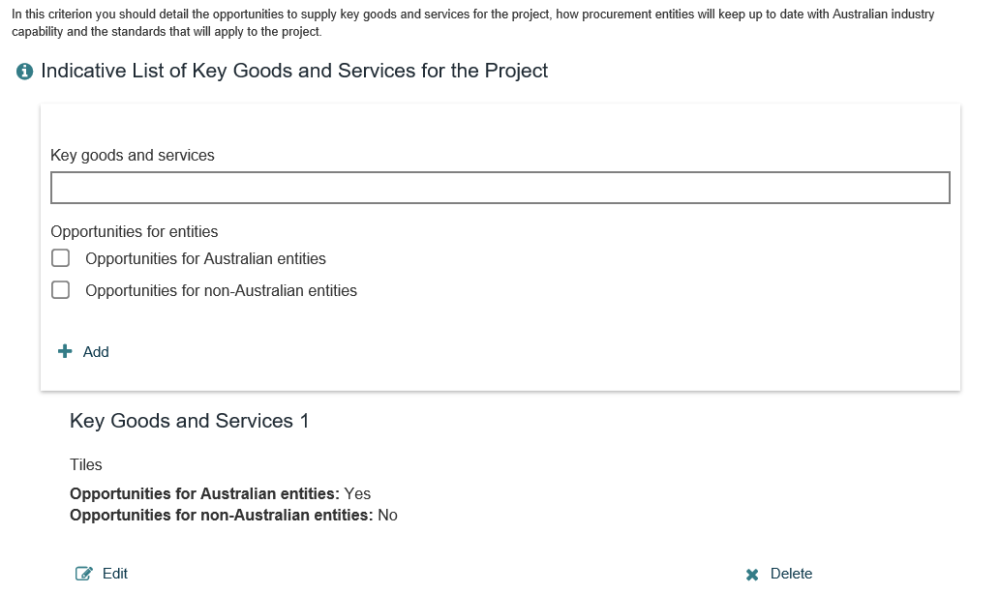 In this criterion you should detail the opportunities to supply key goods and services for the project, how procurement entities will keep up to date with Australian industry
capability and the standards that will apply to the project.
Indicative List of Key Goods and Services for the Project
Key goods and services
Opportunities for entities
Opportunities for Australian entities
Opportunities for non-Australian entities
Add
Key Goods and Services 1
Tiles
Opportunities for Australian entities: Yes
Opportunities for non-Australian entities: No
Edit Delete